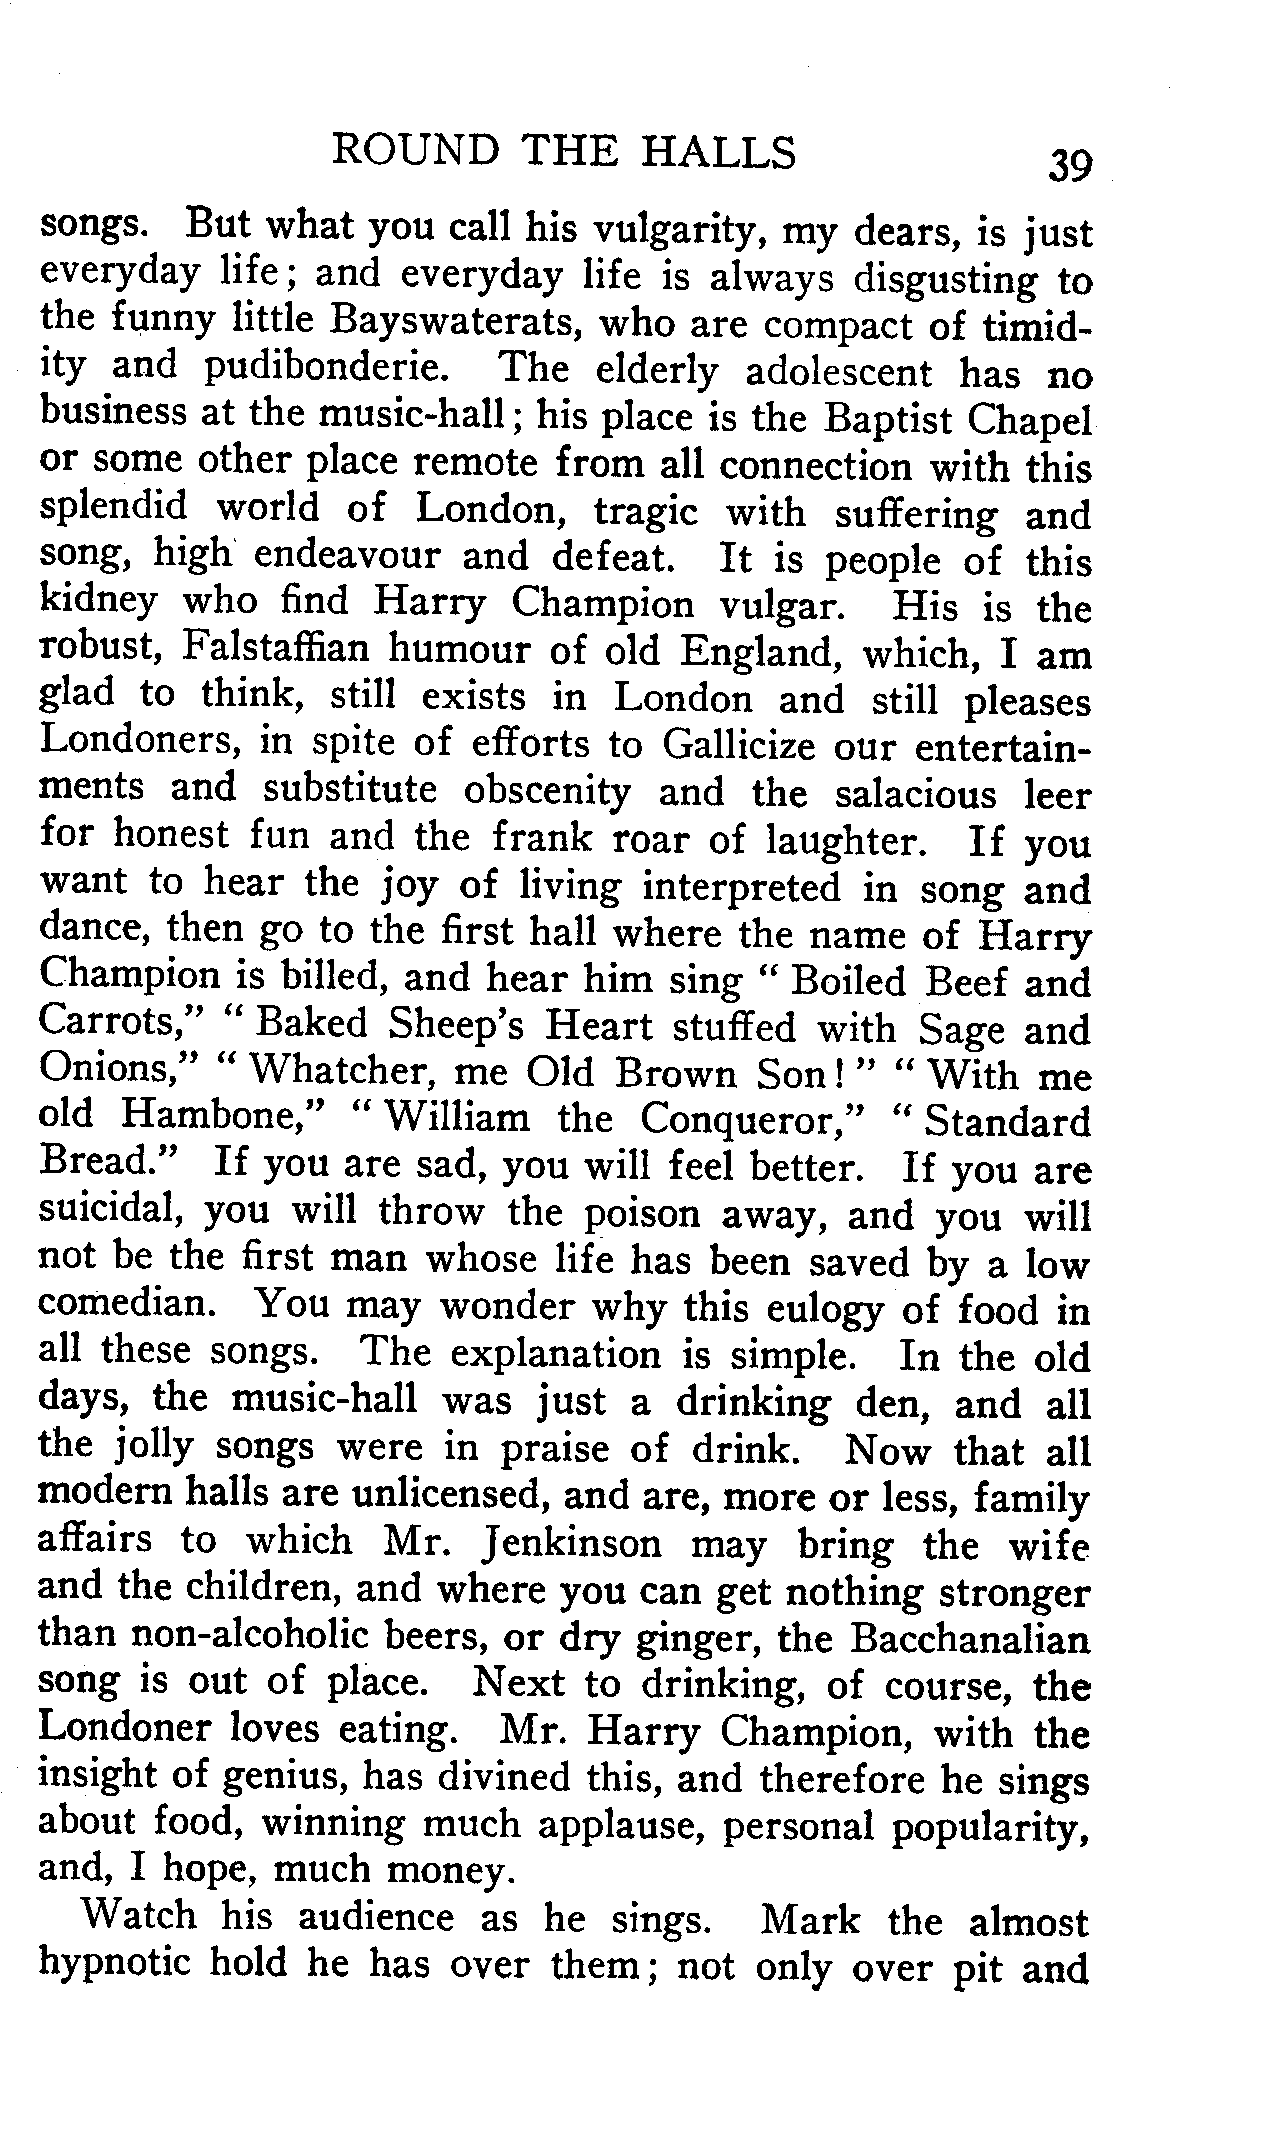 ROUND THE HALLS 39
songs. But what you call his vulgarity, my dears, is just
everyday life; and everyday life is always disgusting to
the funny little Bayswaterats, who are compact of timid-
ity and pudibonderie. The elderly adolescent has no
business at the music-hall; his place is the Baptist Chapel
or some other place remote from all connection with this
splendid world of London, tragic with suffering and
song, high endeavour and defeat. It is people of this
kidney who find Harry Champion vulgar. His is the
robust, Falstaffian humour of old England, which, I am
glad to think, still exists in London and still pleases
Londoners, in spite of efforts to Gallicize our entertain-
ments and substitute obscenity and the salacious leer
for honest fun and the frank roar of laughter. If you
want to hear the joy of living interpreted in song and
dance, then go to the first hall where the name of Harry
Champion is billed, and hear him sing " Boiled Beef and
Carrots," " Baked Sheep's Heart stuffed with Sage and
Onions," " Whatcher, me Old Brown Son! " " With me
old Hambone," " William the Conqueror," " Standard
Bread." If you are sad, you will feel better. If you are
suicidal, you will throw the poison away, and you will
not be the first man whose life has been saved by a low
comedian. You may wonder why this eulogy of food in
all these songs. The explanation is simple. In the old
days, the music-hall was just a drinking den, and all
the jolly songs were in praise of drink. Now that all
modern halls are unlicensed, and are, more or less, family
affairs to which Mr. Jenkinson may bring the wife
and the children, and where you can get nothing stronger
than non-alcoholic beers, or dry ginger, the Bacchanalian
song is out of place. Next to drinking, of course, the
Londoner loves eating. Mr. Harry Champion, with the
insight of genius, has divined this, and therefore he sings
about food, winning much applause, personal popularity,
and, I hope, much money.
Watch his audience as he sings. Mark the almost
hypnotic hold he has over them; not only over pit and